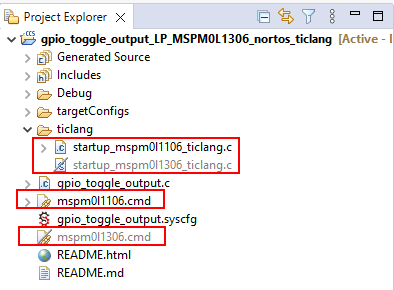 Project Explorer
gpio_toggle_output_LP_MSPM0L1306_nortos_ticlang [Active - I
Generated Source
Includes
Debug
targetConfigs
ticlang
startup_mspm0l1106_ticlang.c
startup_mspm0l1306_ticlang.c
gpio_toggle_output.c
mspm0l1106.cmd
gpio_toggle_output.syscfg
mspm0l1306.cmd
README.html
README.md